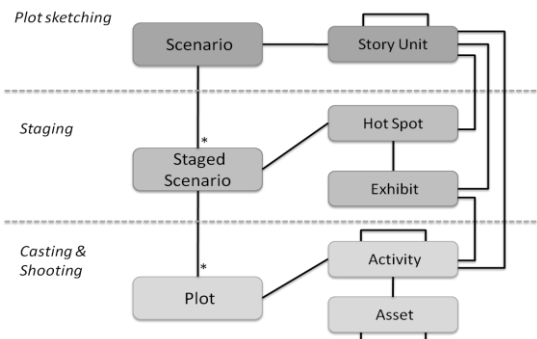 Plot sketching
Scenario
Story Unit
Staging
Hot Spot
*
Staged
Scenario
Exhibit
Casting &
Shooting
Activity
*
Plot
Asset